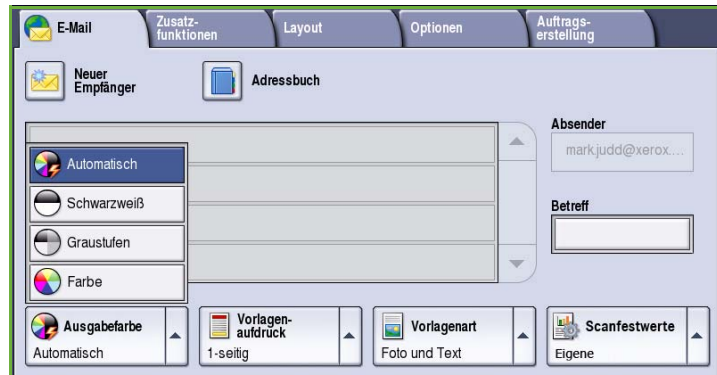 E-Mail
Zusatz-
funktionen
Layout
Optionen
Auftrags-
erstellung
Neuer
Empfänger
Adressbuch
Absender
mark.judd@xerox....
Automatisch
Schwarzweiß
Betreff
Graustufen
Farbe
Ausgabefarbe
Automatisch
Vorlagen-
aufdruck
1-seitig
Vorlagenart
Foto und Text
Scanfestwerte
Eigene